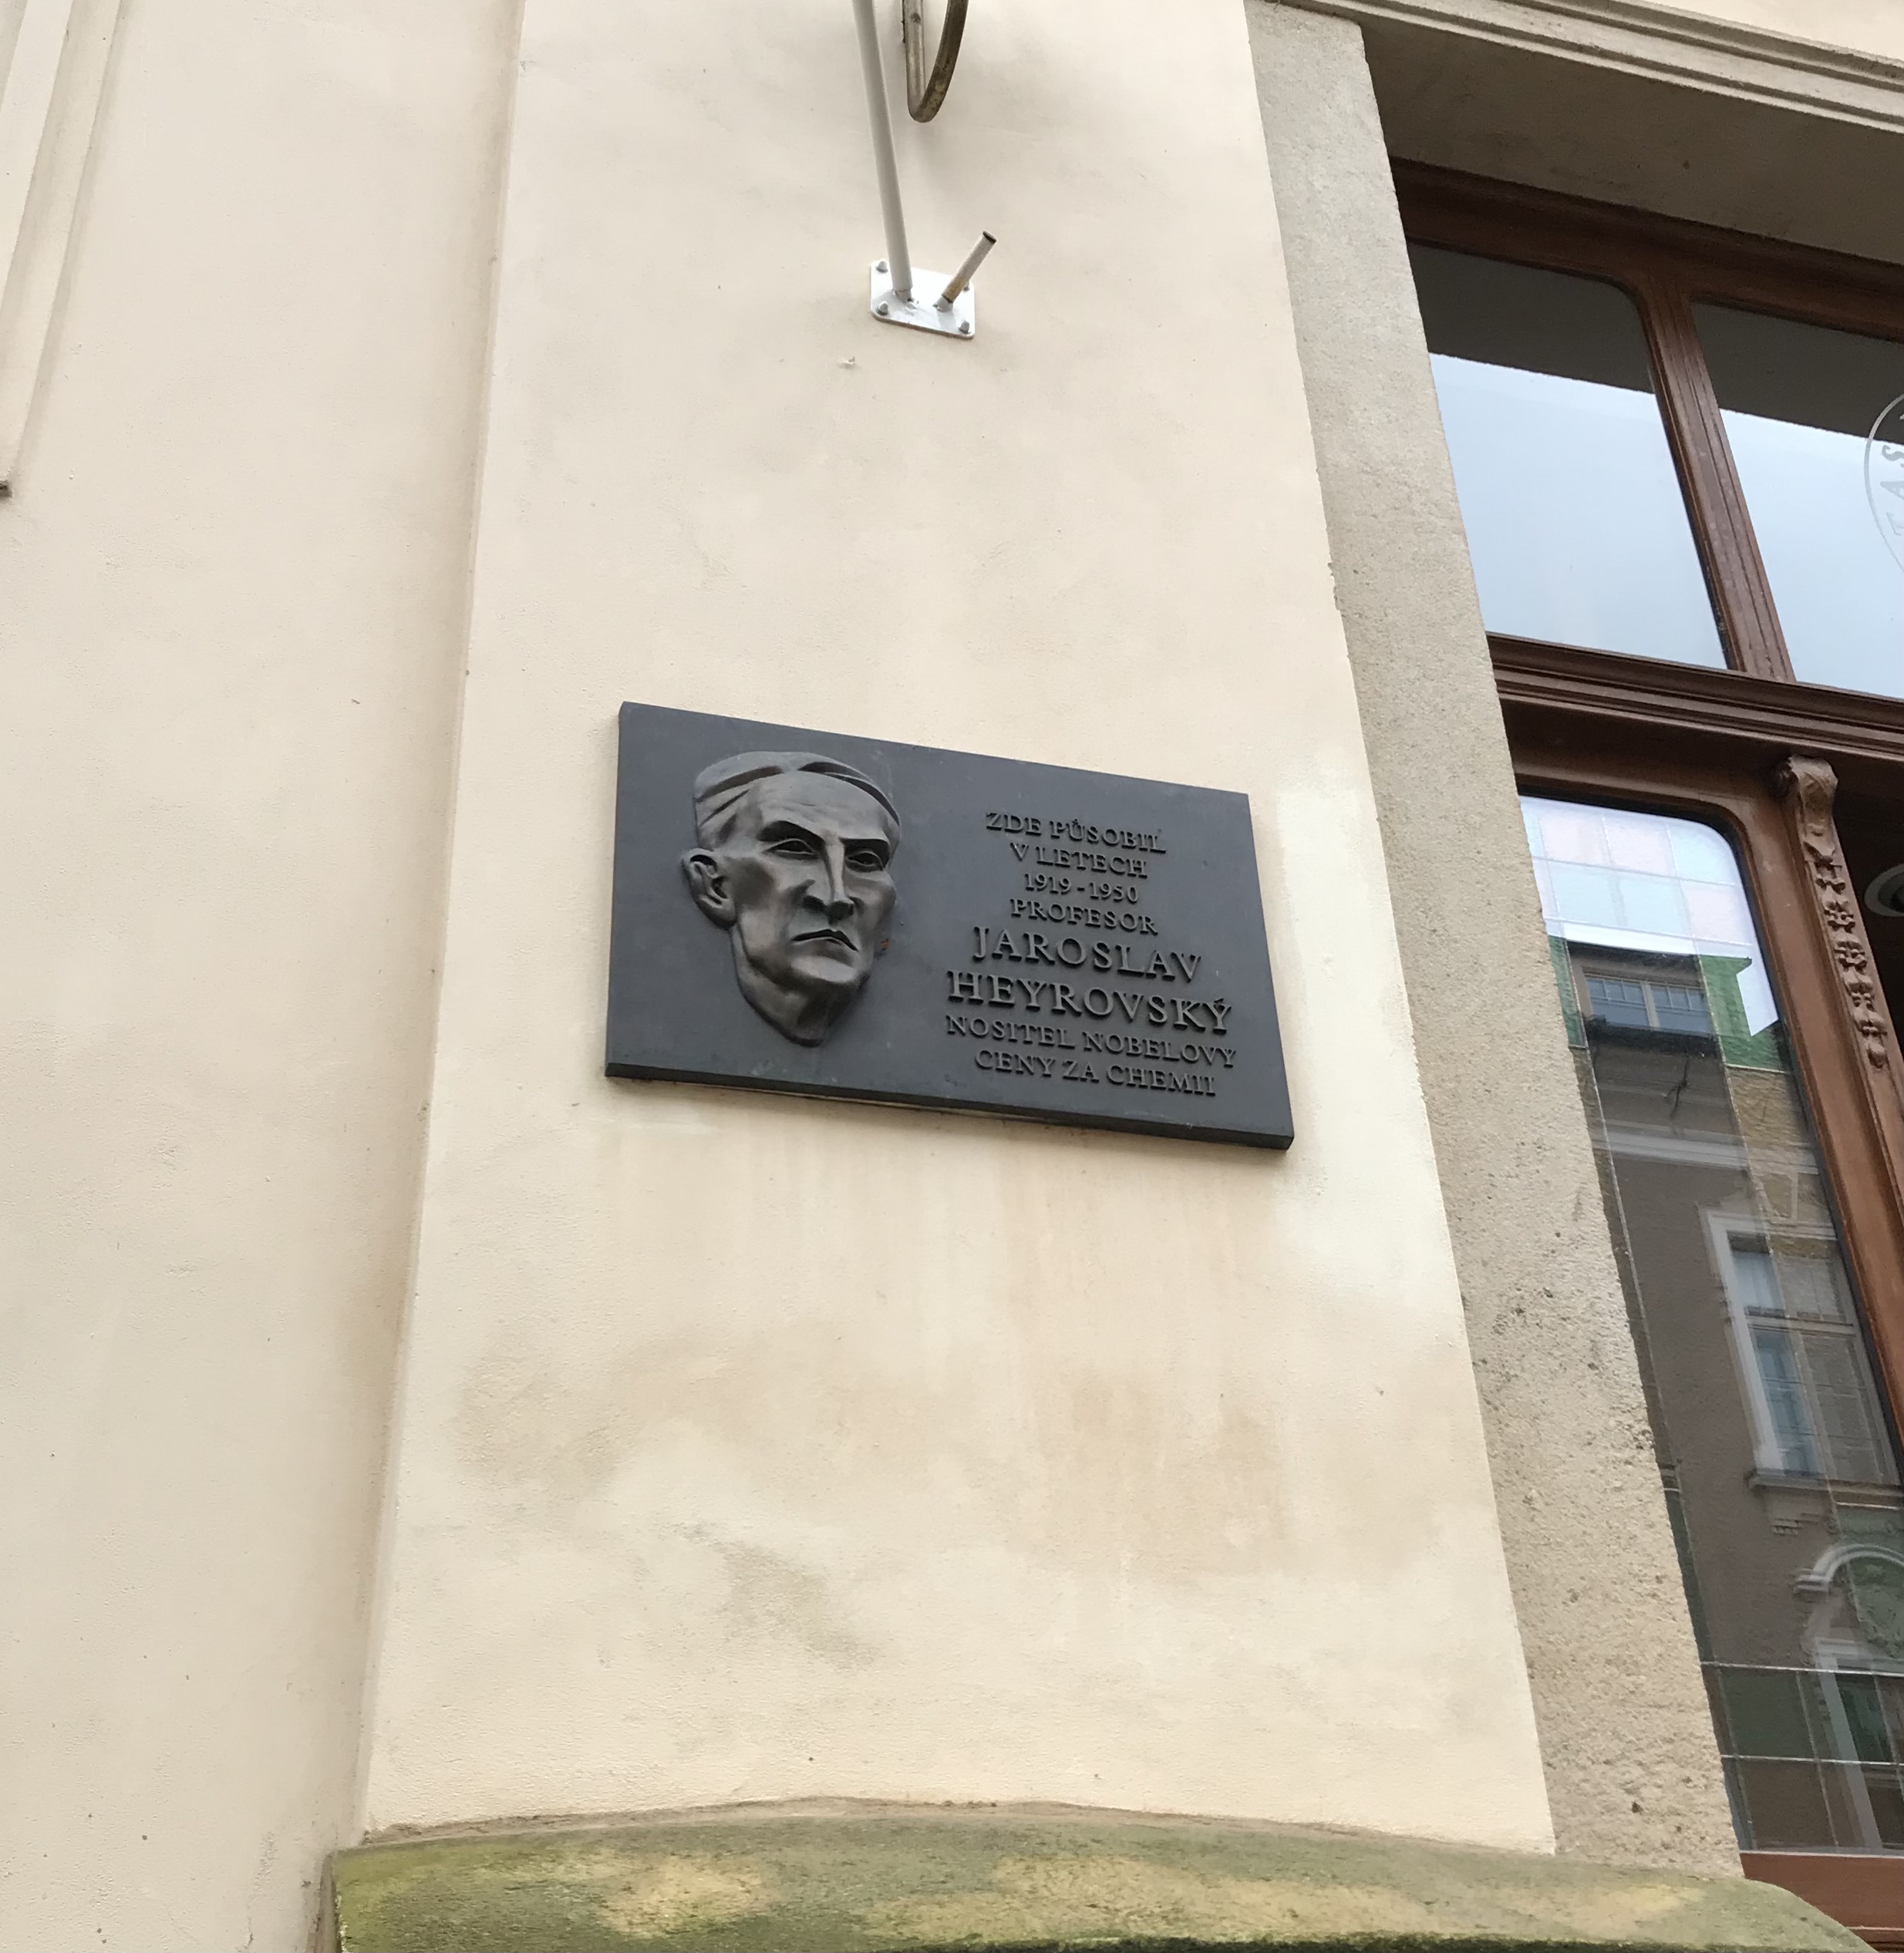 ZDE PŮSOBIL
V LETECH
1919-1950
PROFESOR
JAROSLAV
HEYROVSKÝ
NOSITEL NOBELOVY
CENY ZA CHEMII